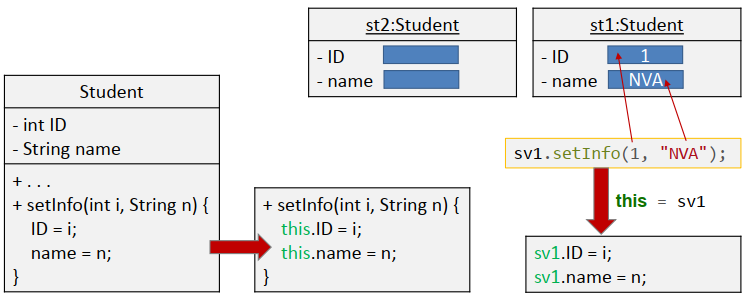 st2:Student
- ID
- name
st1:Student
- ID 1
- name NVA
Student
- int ID
- String name
+ . . .
+ setInfo(int i, String n) {
ID = i;
name = n;
}
+ setInfo(int i, String n) {
this.ID = i;
this.name = n;
}
sv1.setInfo(1, "NVA");
this = sv1
sv1.ID = i;
sv1.name = n;